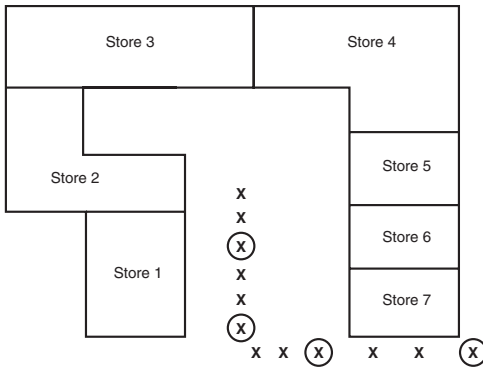 Store 3
Store 4
Store 5
Store 2
X
X
Store 6
X
Store 1
X
X
Store 7
X
X X X X X X